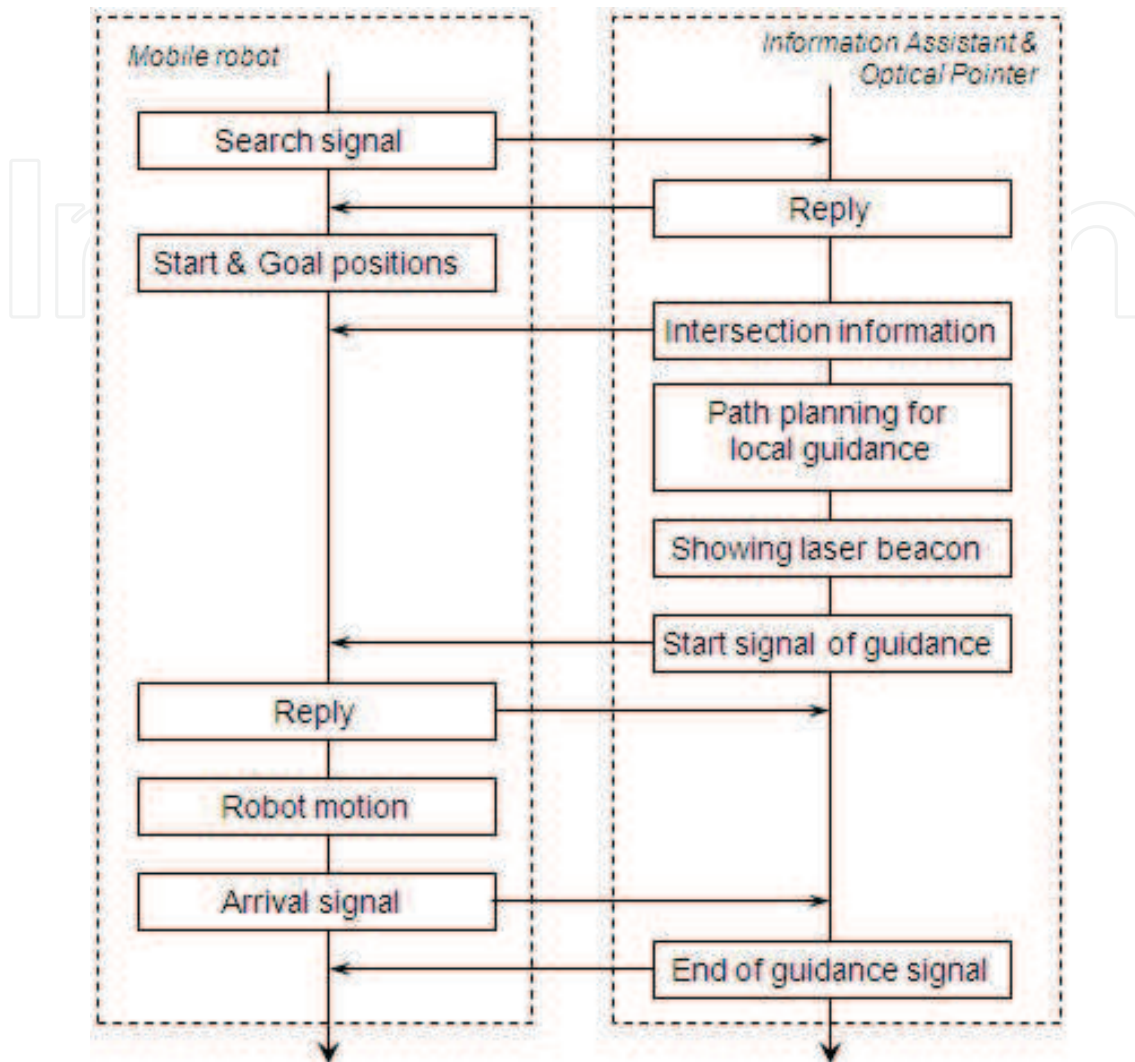 Mobile robot
Information Assistant &
Optical Pointer
Search signal
Reply
Start & Goal positions
Intersection information
Path planning for
local guidance
Showing laser beacon
Start signal of guidance
Reply
Robot motion
Arrival signal
End of guidance signal